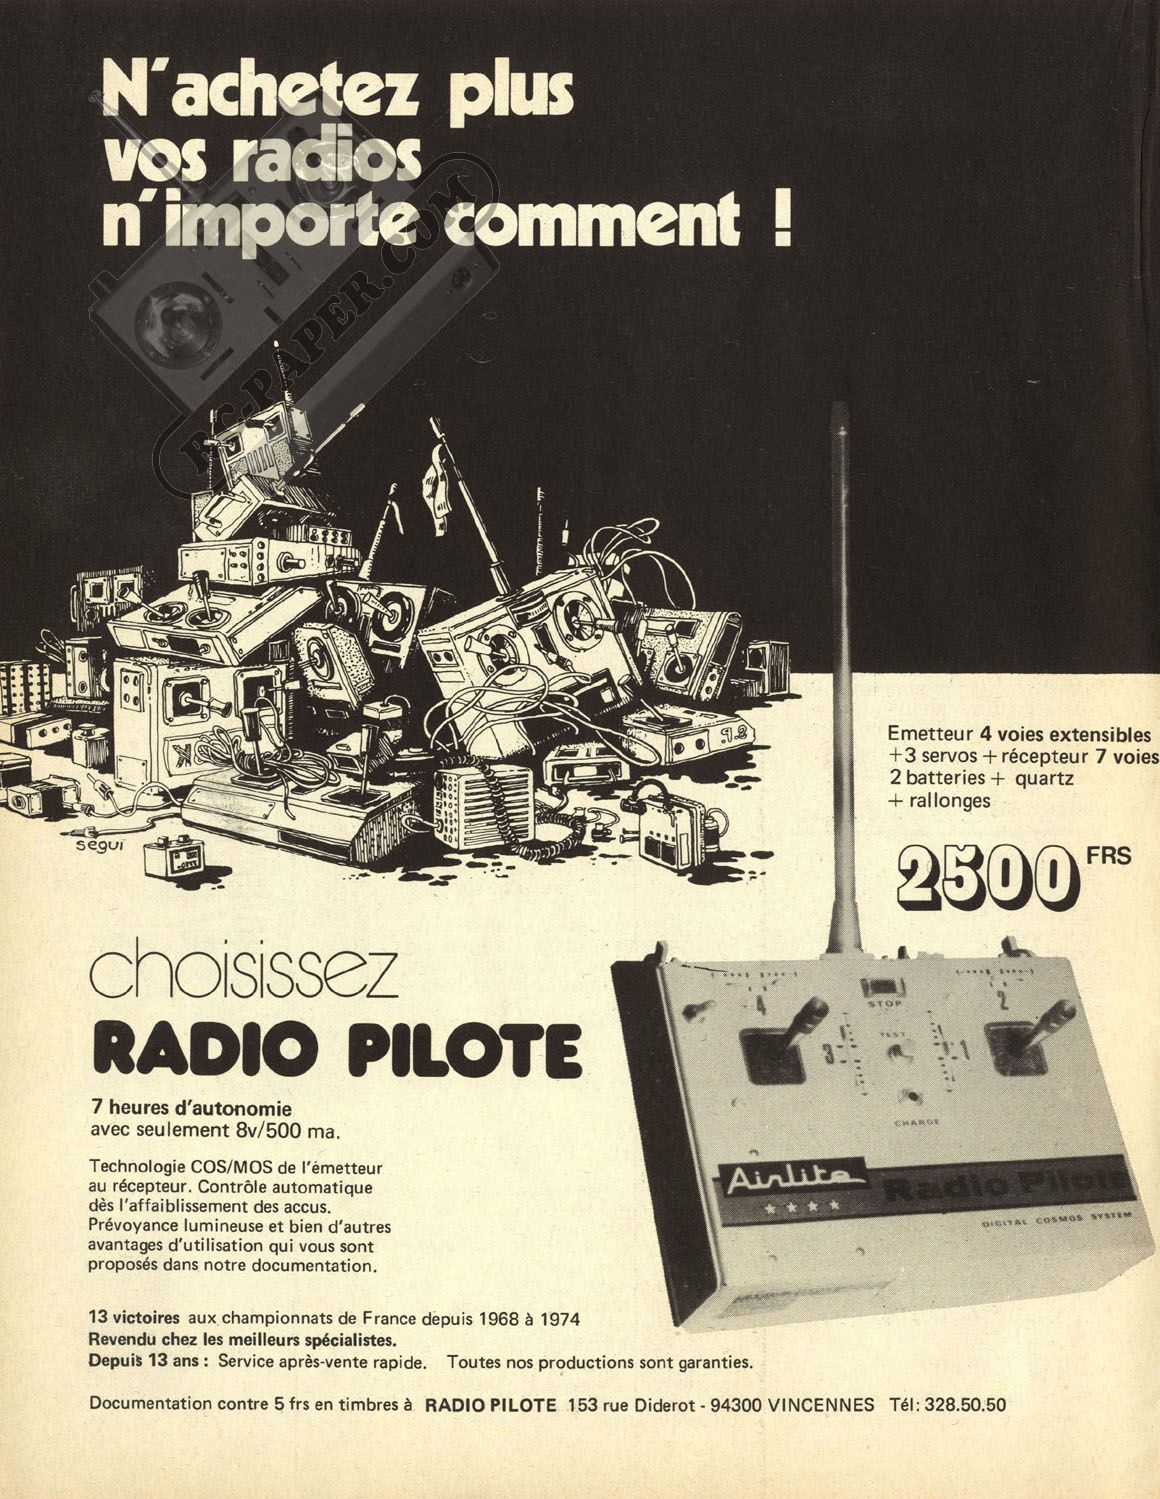 N'achetez plus
vos radios
n'importe comment !
RC-PAPER.COM
Emetteur 4 voies extensibles
+3 servos + récepteur 7 voies
2 batteries + quartz
+ rallonges
2500 FRS
segui
X
12
choisissez
RADIO PILOTE
7 heures d'autonomie
avec seulement 8v/500 ma.
Technologie COS/MOS de l'émetteur
au récepteur. Contrôle automatique
dès l'affaiblissement des accus.
Prévoyance lumineuse et bien d'autres
avantages d'utilisation qui vous sont
proposés dans notre documentation.
4
STOP
2
TEST
3
1
CHARGE
Airlite Radio Pilote
DIGITAL COSMOS SYSTEM
13 victoires aux championnats de France depuis 1968 à 1974
Revendu chez les meilleurs spécialistes.
Depuis 13 ans : Service après-vente rapide. Toutes nos productions sont garanties.
Documentation contre 5 frs en timbres à RADIO PILOTE 153 rue Diderot - 94300 VINCENNES Tél: 328.50.50